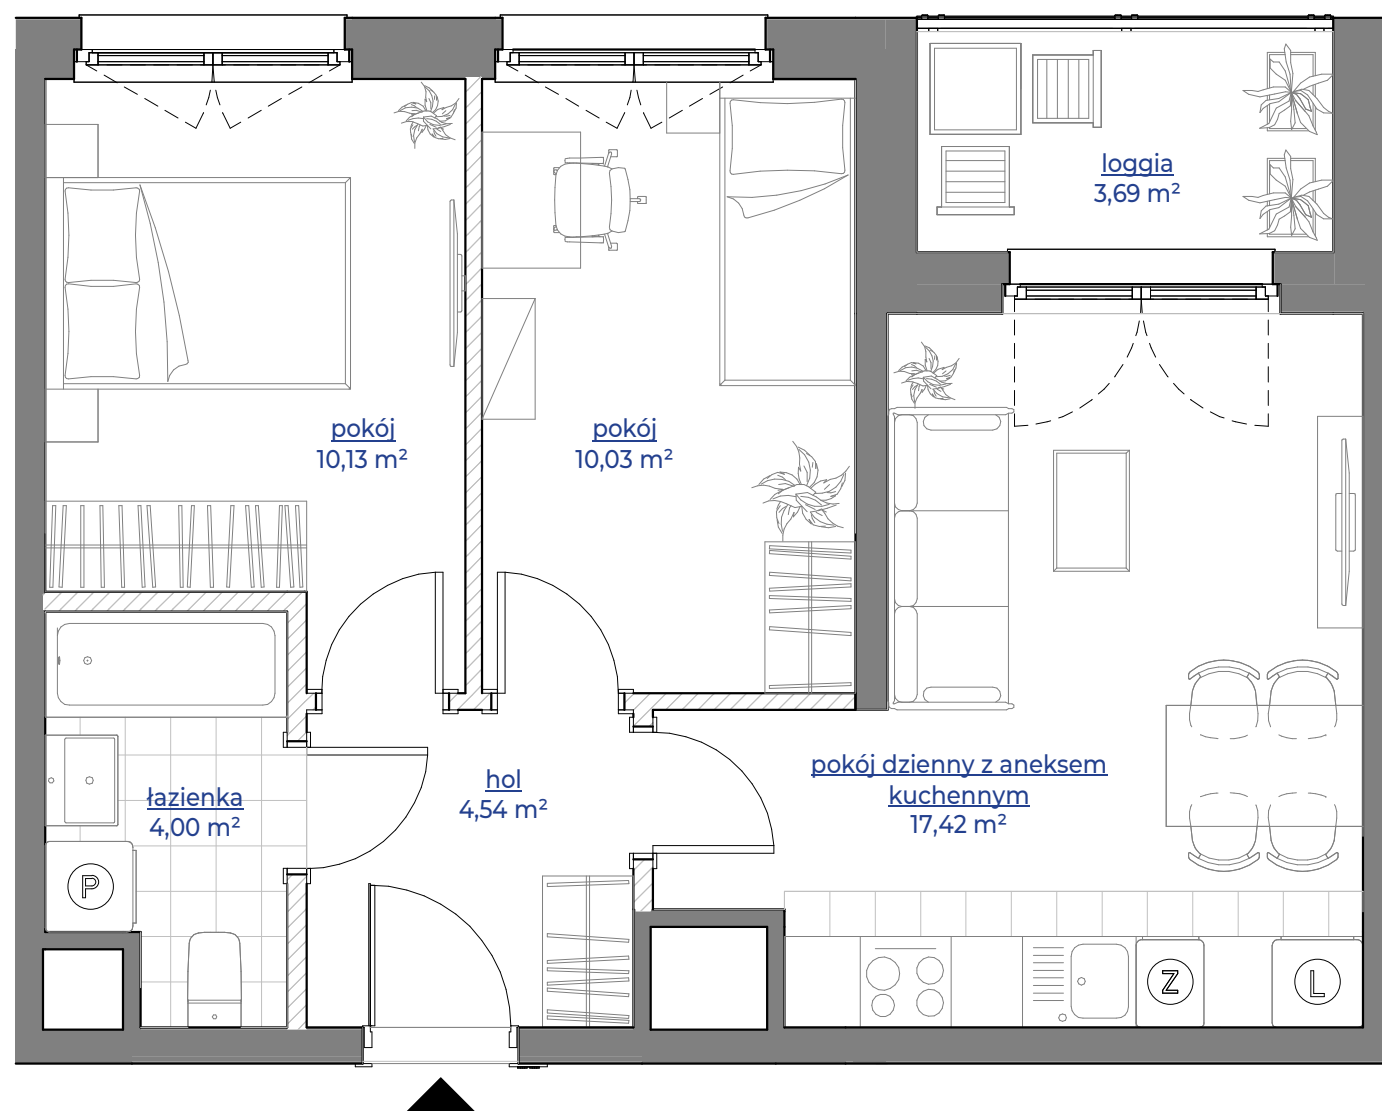 loggia
3,69 m²
pokój
10,13 m²
pokój
10,03 m²
hol
4,54 m²
pokój dzienny z aneksem
kuchennym
17,42 m²
łazienka
4,00 m²
P
Z
L